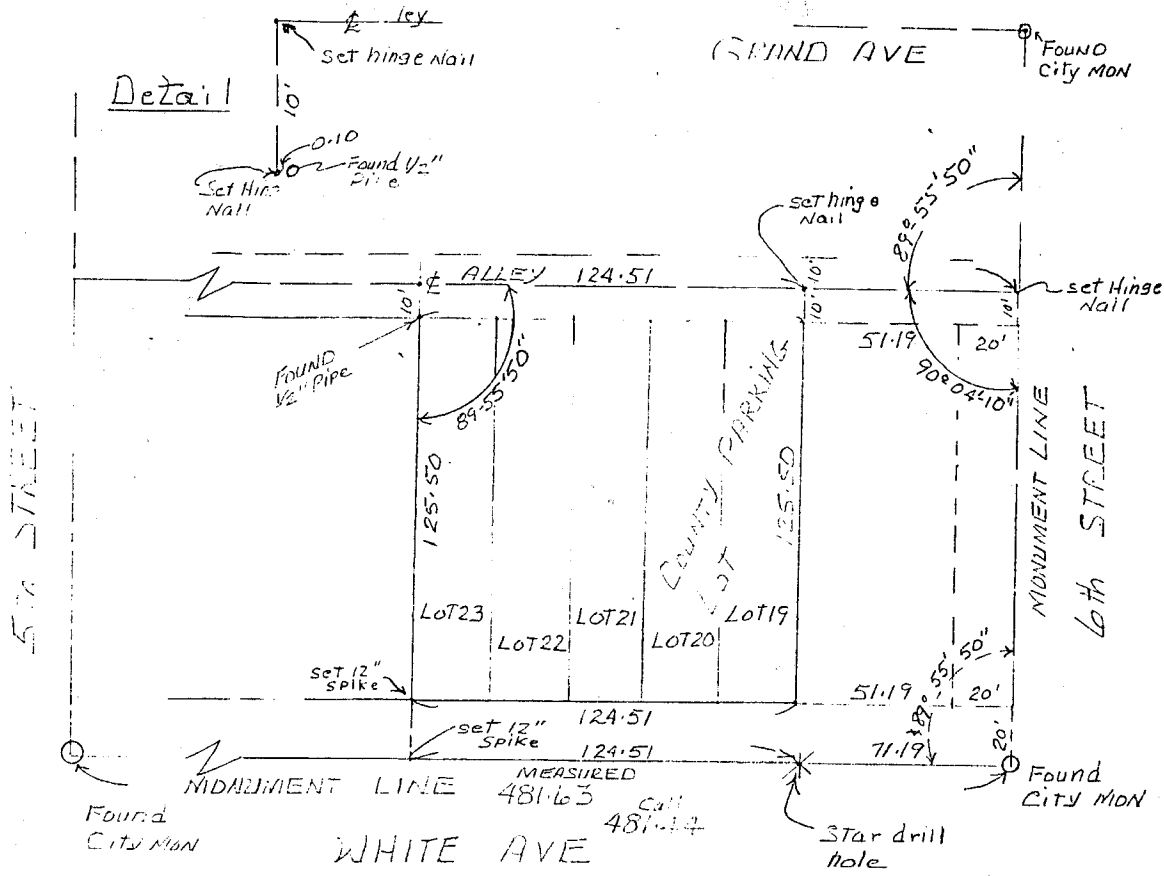 ℄ ley
set hinge Nail
GRAND AVE
Found
City MON
Detail
10'
0.10
Found 1/2"
Set
Nail
set hinge
Nail
89° 55' 50"
℄
ALLEY 124.51
10'
10'
10'
set Hinge
Nail
10'
51.19
20'
90° 04' 10"
FOUND
1/2" Pipe
89-55'50"
COUNTY PARKING
LOT
125.50
125.50
MONUMENT LINE
6th STREET
STREET
LOT23
LOT22
LOT21
LOT20
LOT19
set 12"
spike
124.51
51.19
20'
89° 55' 50"
20'
set 12"
spike
124.51
71.19
MEASURED
MONUMENT LINE 481.63
Call
481.44
Found
City MON
Found
City MON
Star drill
hole
WHITE AVE